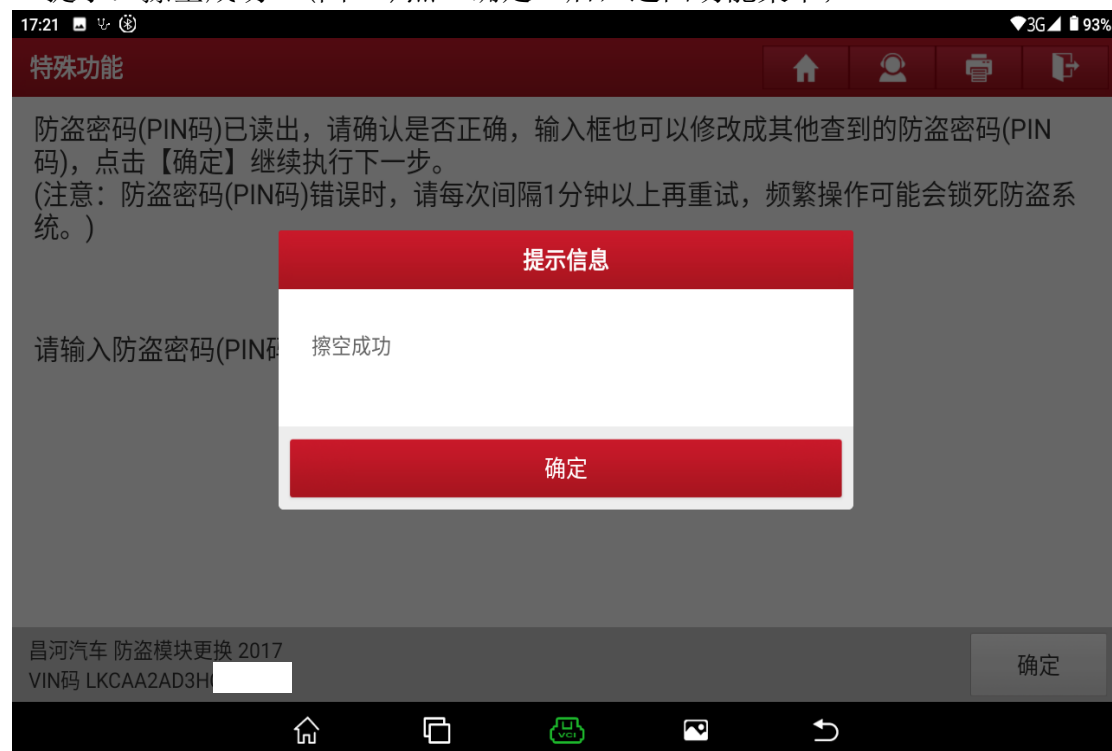 17:21 3G 93%
特殊功能
防盗密码(PIN码)已读出，请确认是否正确，输入框也可以修改成其他查到的防盗密码(PIN
码)，点击【确定】继续执行下一步。
(注意：防盗密码(PIN码)错误时，请每次间隔1分钟以上再重试，频繁操作可能会锁死防盗系
统。)
提示信息
请输入防盗密码(PIN码
擦空成功
确定
昌河汽车 防盗模块更换 2017
VIN码 LKCAA2AD3H
确定
VCI